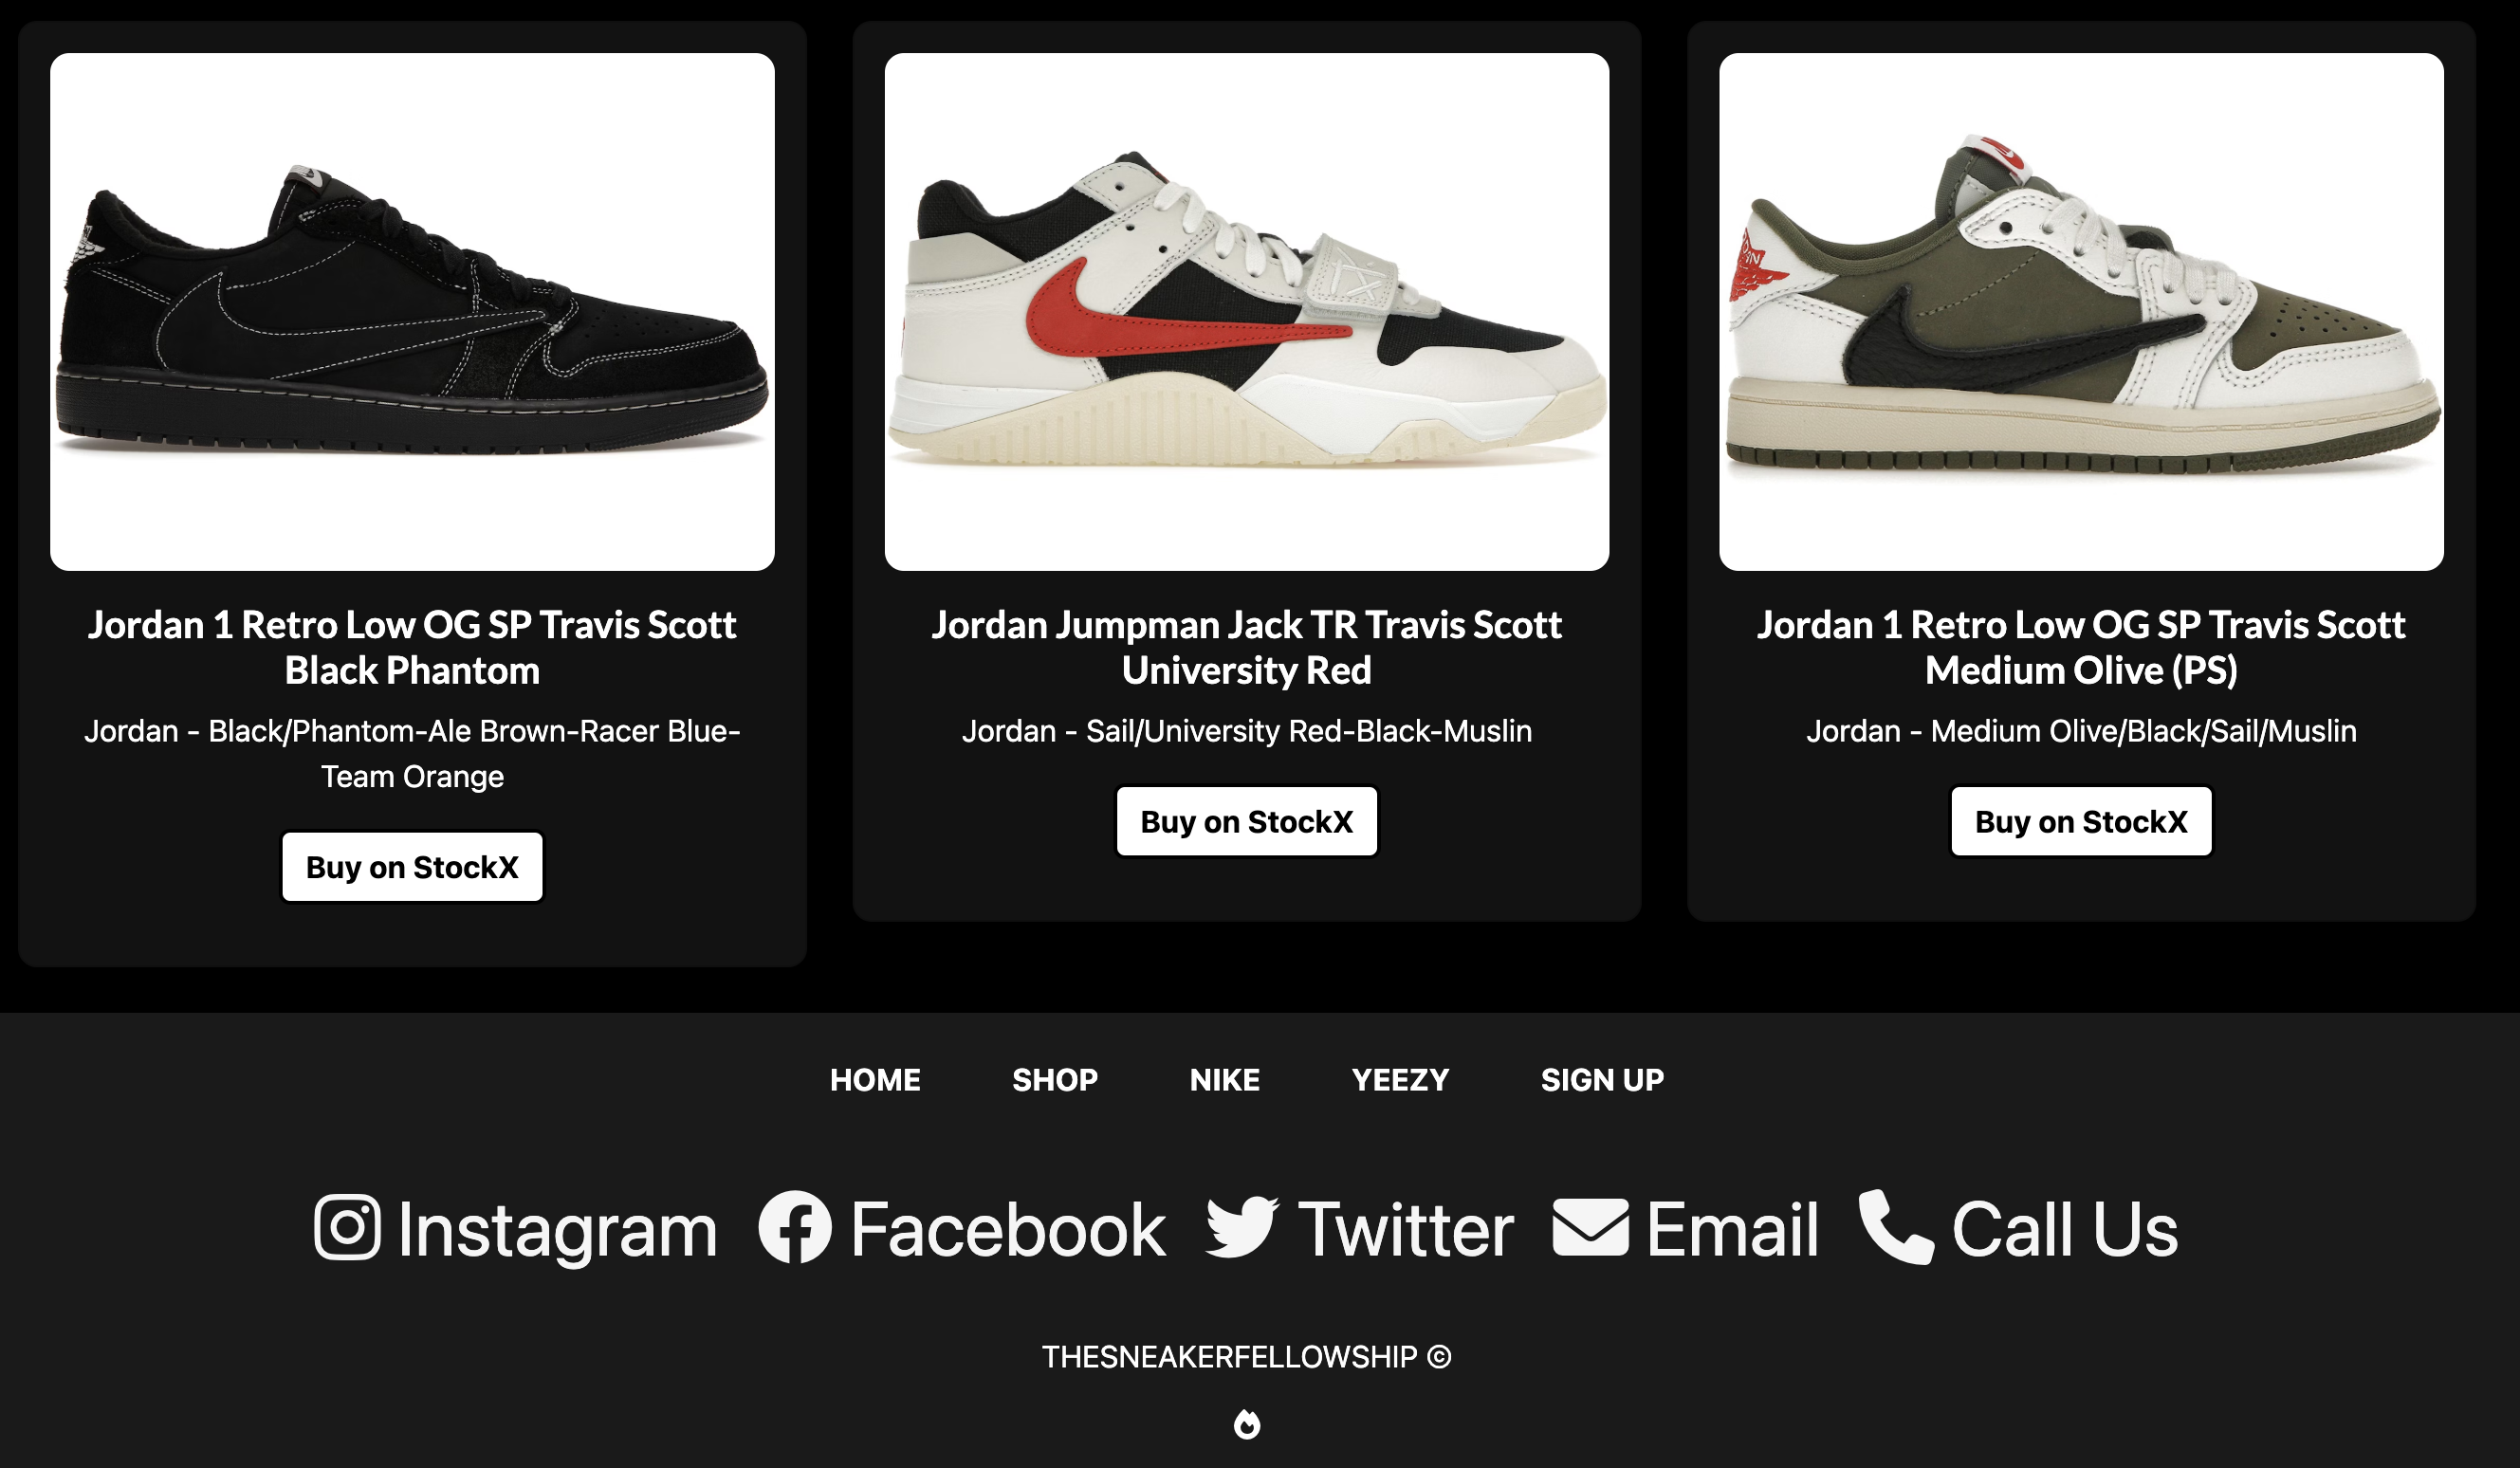 Jordan 1 Retro Low OG SP Travis Scott
Black Phantom
Jordan - Black/Phantom-Ale Brown-Racer Blue-
Team Orange
Buy on StockX
Jordan Jumpman Jack TR Travis Scott
University Red
Jordan - Sail/University Red-Black-Muslin
Buy on StockX
Jordan 1 Retro Low OG SP Travis Scott
Medium Olive (PS)
Jordan - Medium Olive/Black/Sail/Muslin
Buy on StockX
HOME SHOP NIKE YEEZY SIGN UP
Instagram Facebook Twitter Email Call Us
THESNEAKERFELLOWSHIP ©